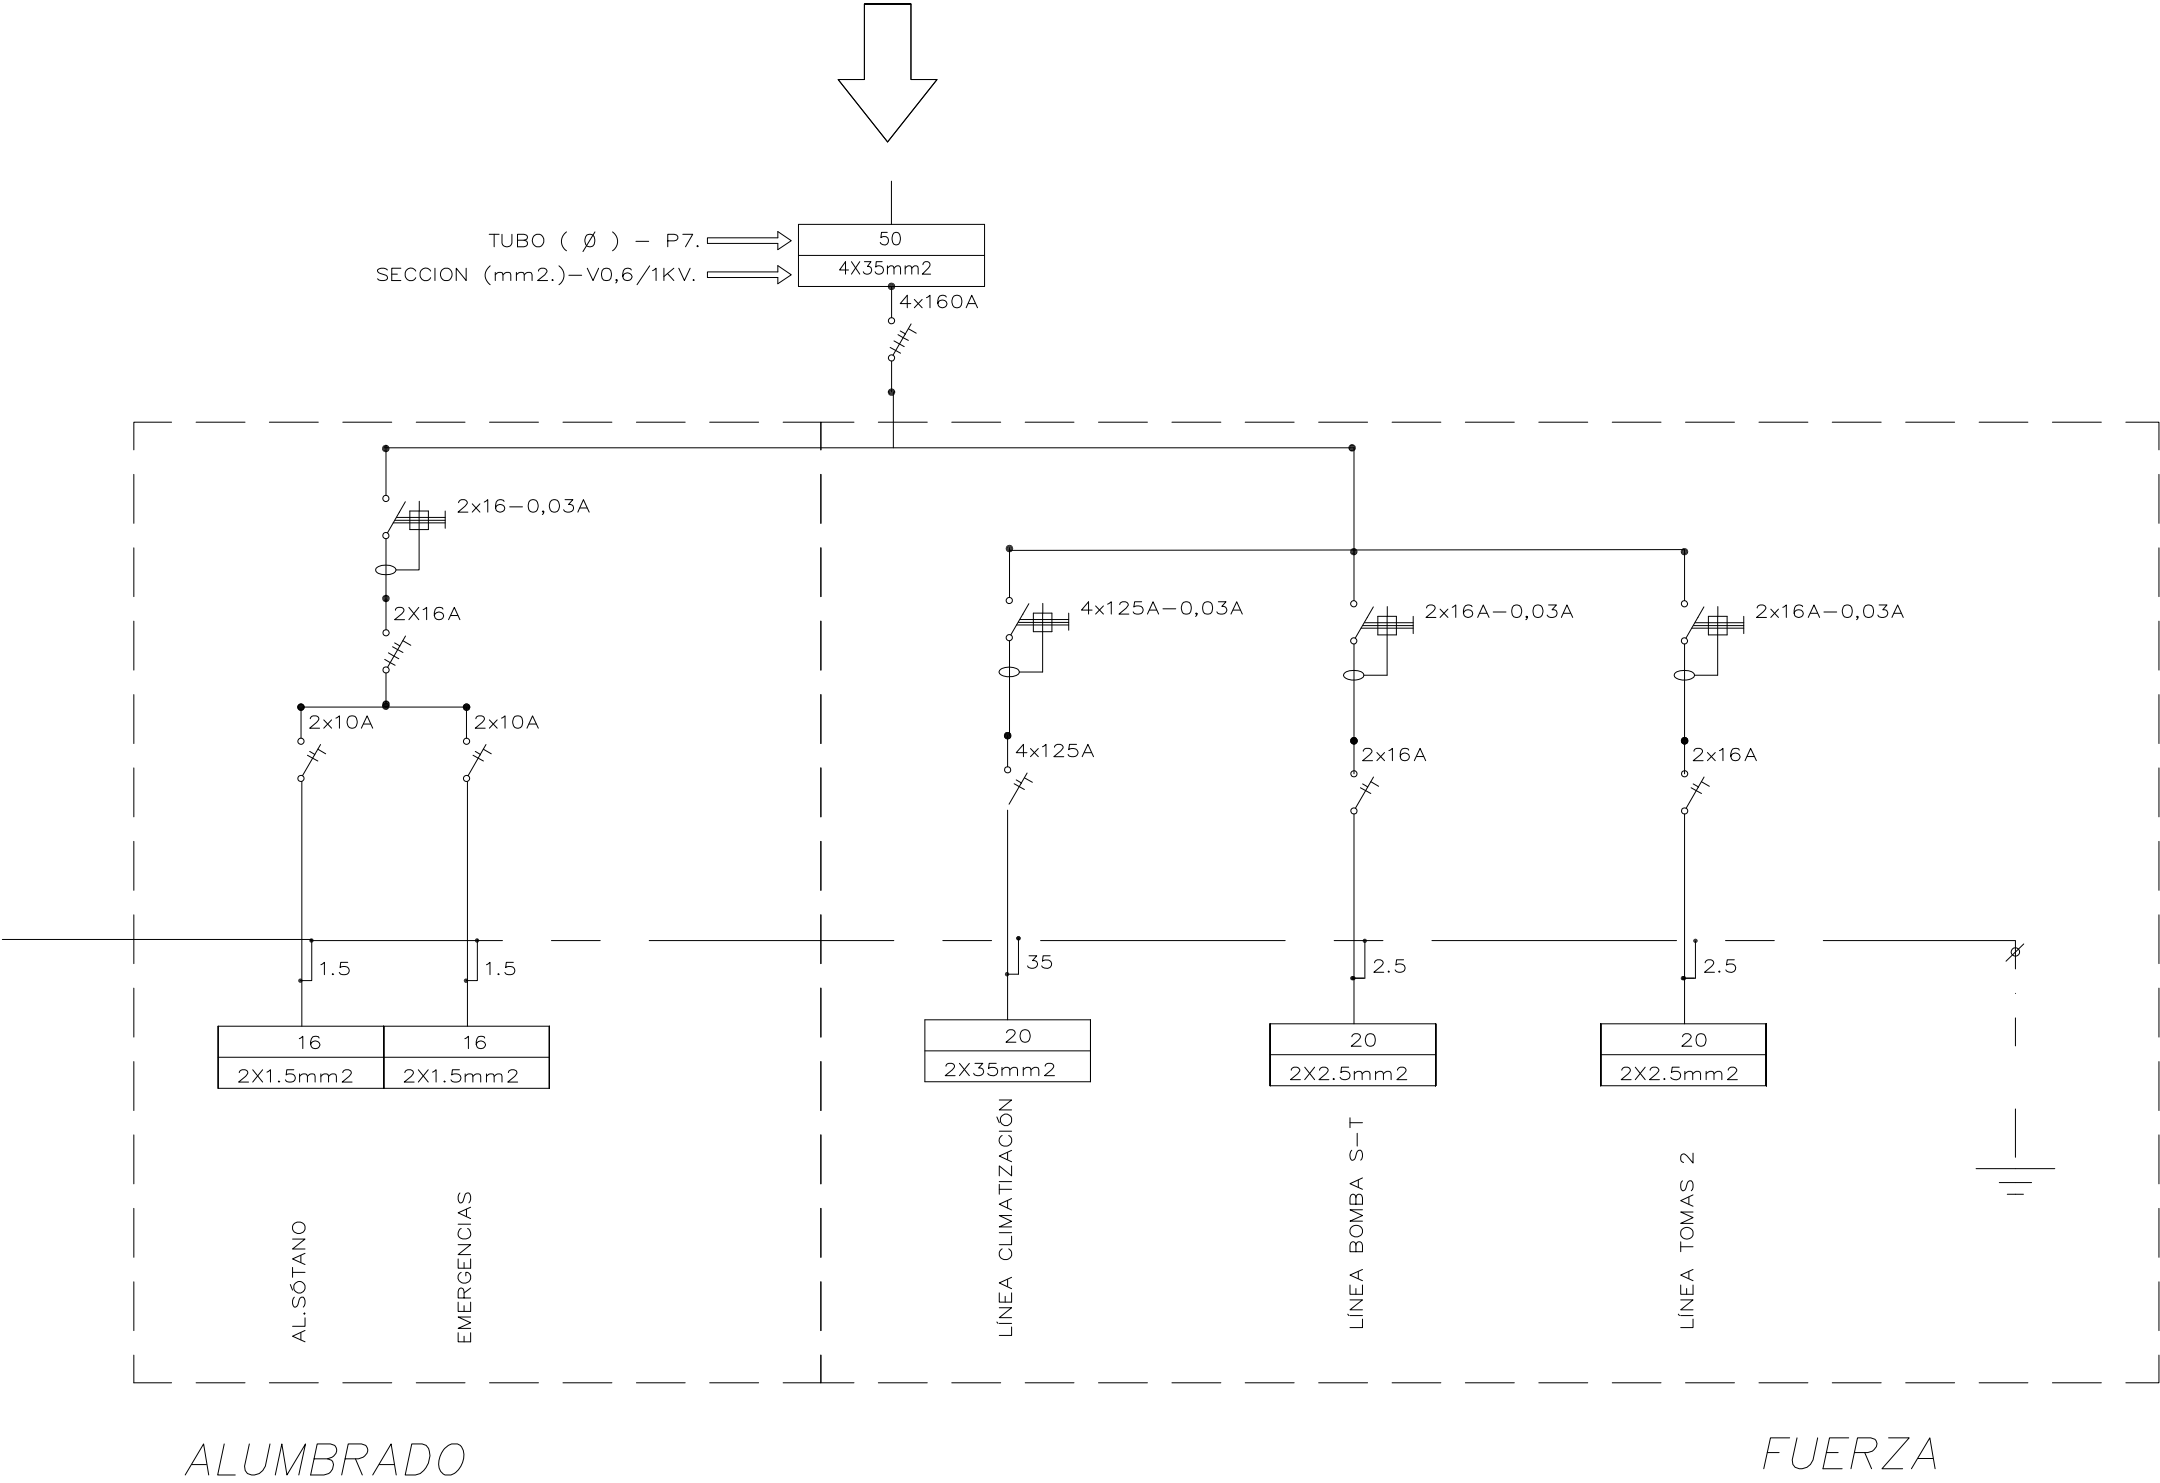 50
TUBO ( Ø ) – P7.
4X35mm2
SECCION (mm2.)–V0,6/1KV.
4x160A
2x16–0,03A
2X16A
2x10A
2x10A
4x125A–0,03A
2x16A–0,03A
2x16A–0,03A
4x125A
2x16A
2x16A
1.5
1.5
35
2.5
2.5
16
2X1.5mm2
16
2X1.5mm2
20
2X35mm2
20
2X2.5mm2
20
2X2.5mm2
AL.SÓTANO
EMERGENCIAS
LÍNEA CLIMATIZACIÓN
LÍNEA BOMBA S–T
LÍNEA TOMAS 2
ALUMBRADO
FUERZA